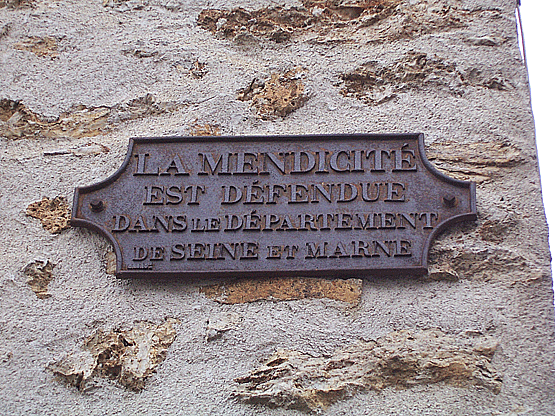 LA MENDICITÉ
EST DÉFENDUE
DANS LE DÉPARTEMENT
DE SEINE ET MARNE